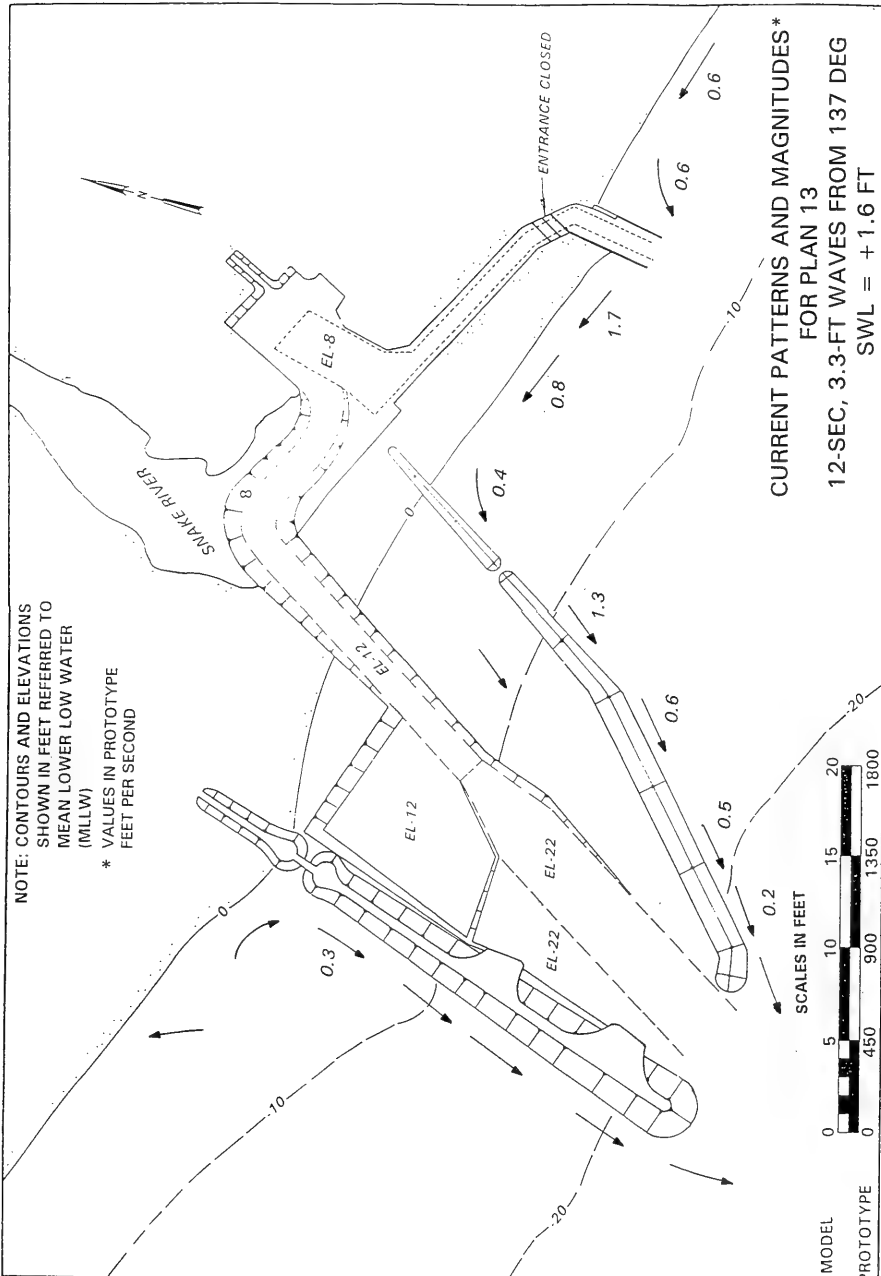 NOTE: CONTOURS AND ELEVATIONS
SHOWN IN FEET REFERRED TO
MEAN LOWER LOW WATER
(MLLW)
* VALUES IN PROTOTYPE
FEET PER SECOND
SNAKE RIVER
N
ENTRANCE CLOSED
EL-8
8
EL-12
EL-12
EL-22
EL-22
0
0
-10
-10
-20
-20
0.6
0.6
1.7
0.8
0.4
1.3
0.6
0.5
0.2
0.3
CURRENT PATTERNS AND MAGNITUDES*
FOR PLAN 13
12-SEC, 3.3-FT WAVES FROM 137 DEG
SWL = +1.6 FT
SCALES IN FEET
MODEL 0 5 10 15 20
PROTOTYPE 0 450 900 1350 1800